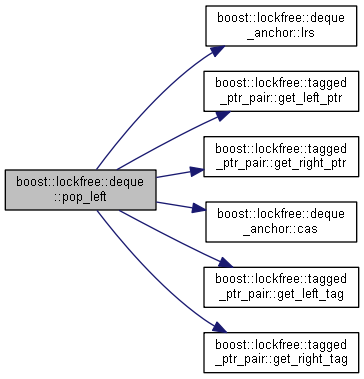 boost::lockfree::deque
_anchor::lrs
boost::lockfree::tagged
_ptr_pair::get_left_ptr
boost::lockfree::tagged
_ptr_pair::get_right_ptr
boost::lockfree::deque
::pop_left
boost::lockfree::deque
_anchor::cas
boost::lockfree::tagged
_ptr_pair::get_left_tag
boost::lockfree::tagged
_ptr_pair::get_right_tag